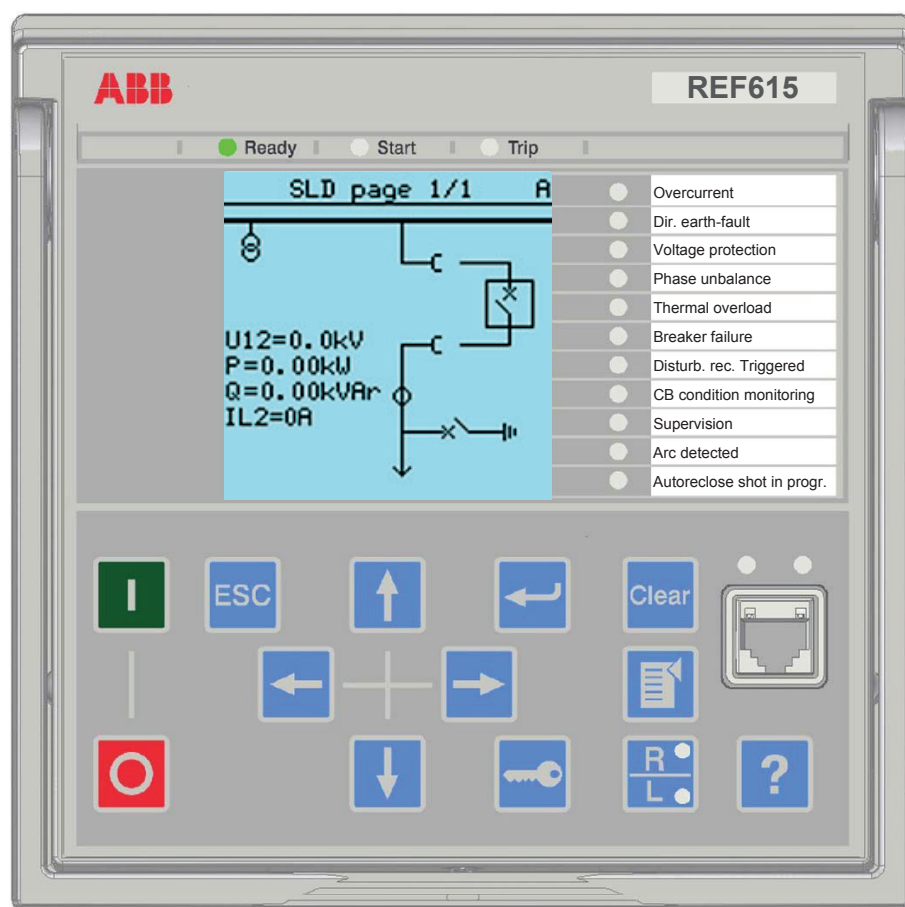 ABB
REF615
Ready
Start
Trip
SLD page 1/1 A
U12=0.0kV
P=0.00kW
Q=0.00kVAr
IL2=0A
Overcurrent
Dir. earth-fault
Voltage protection
Phase unbalance
Thermal overload
Breaker failure
Disturb. rec. Triggered
CB condition monitoring
Supervision
Arc detected
Autoreclose shot in progr.
I
ESC
Clear
O
R
L
?